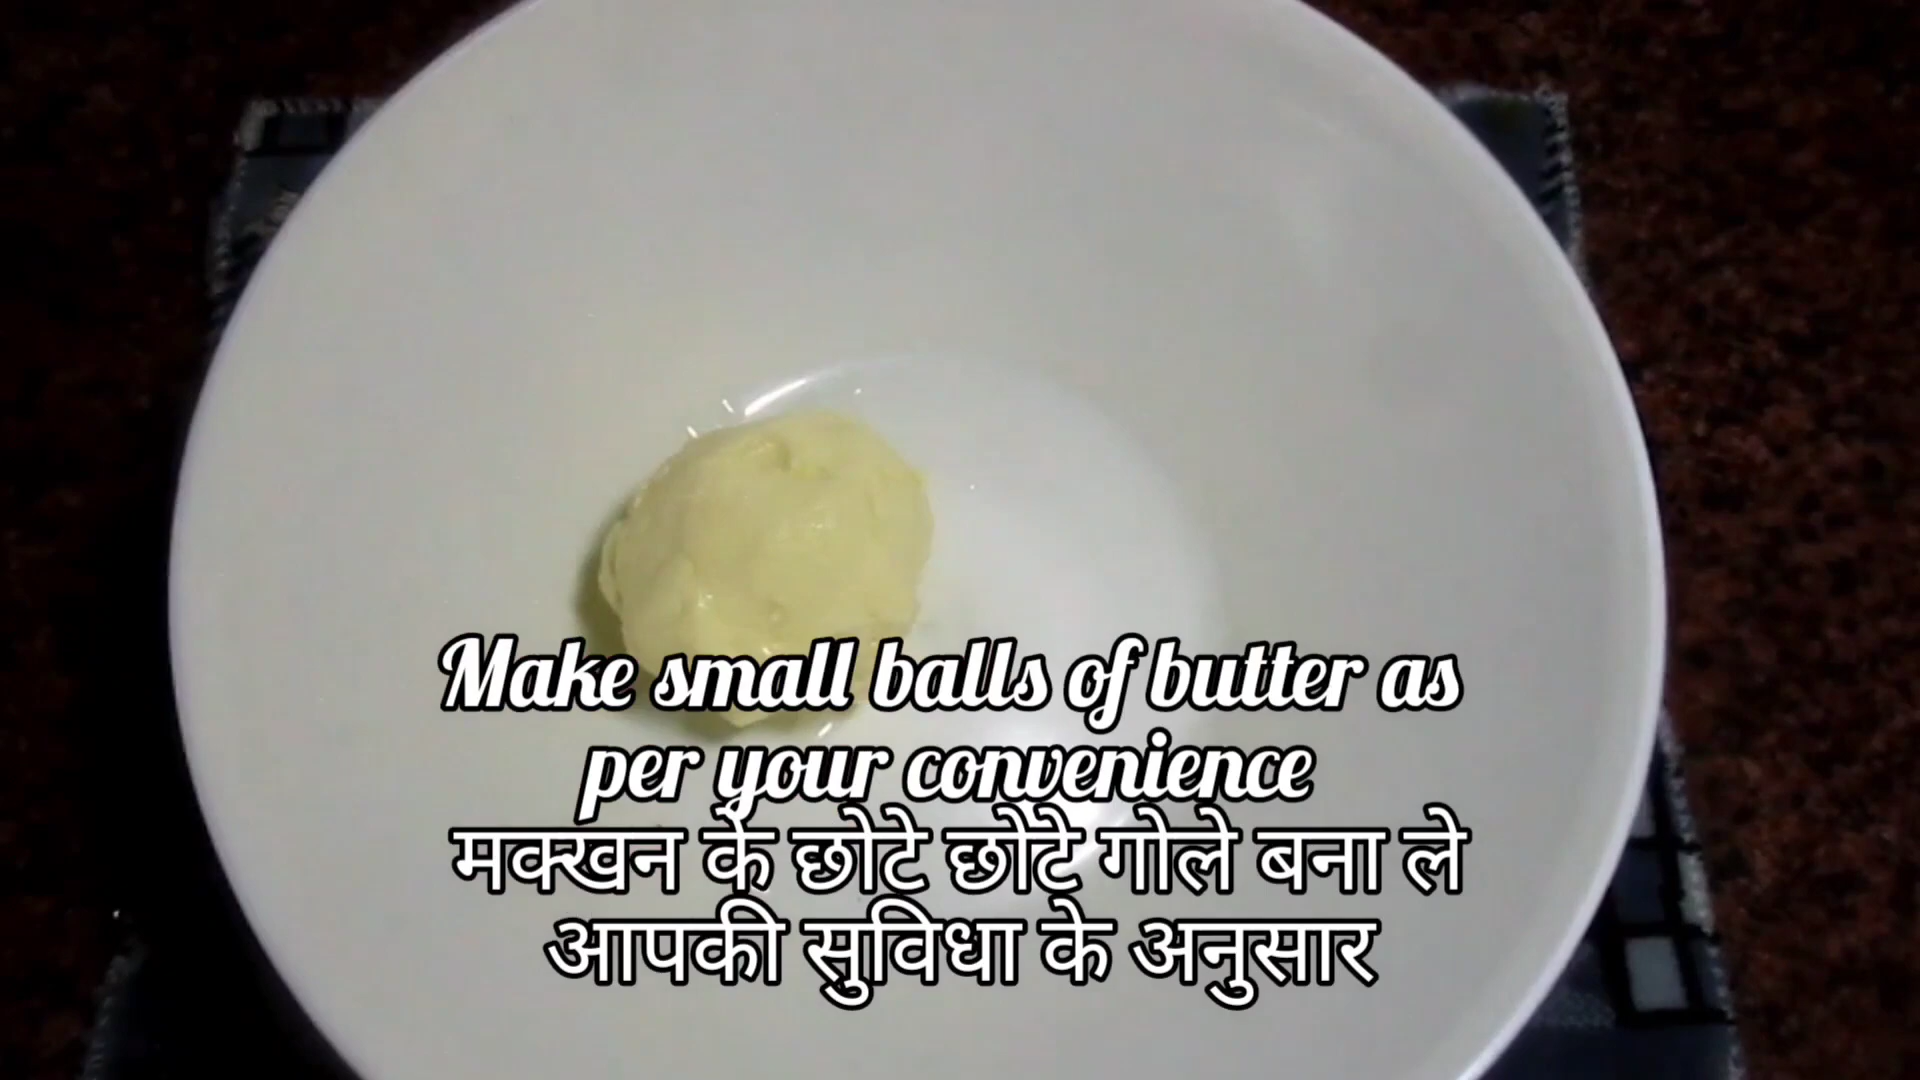 Make small balls of butter as
per your convenience
मक्खन के छोटे छोटे गोले बना ले
आपकी सुविधा के अनुसार